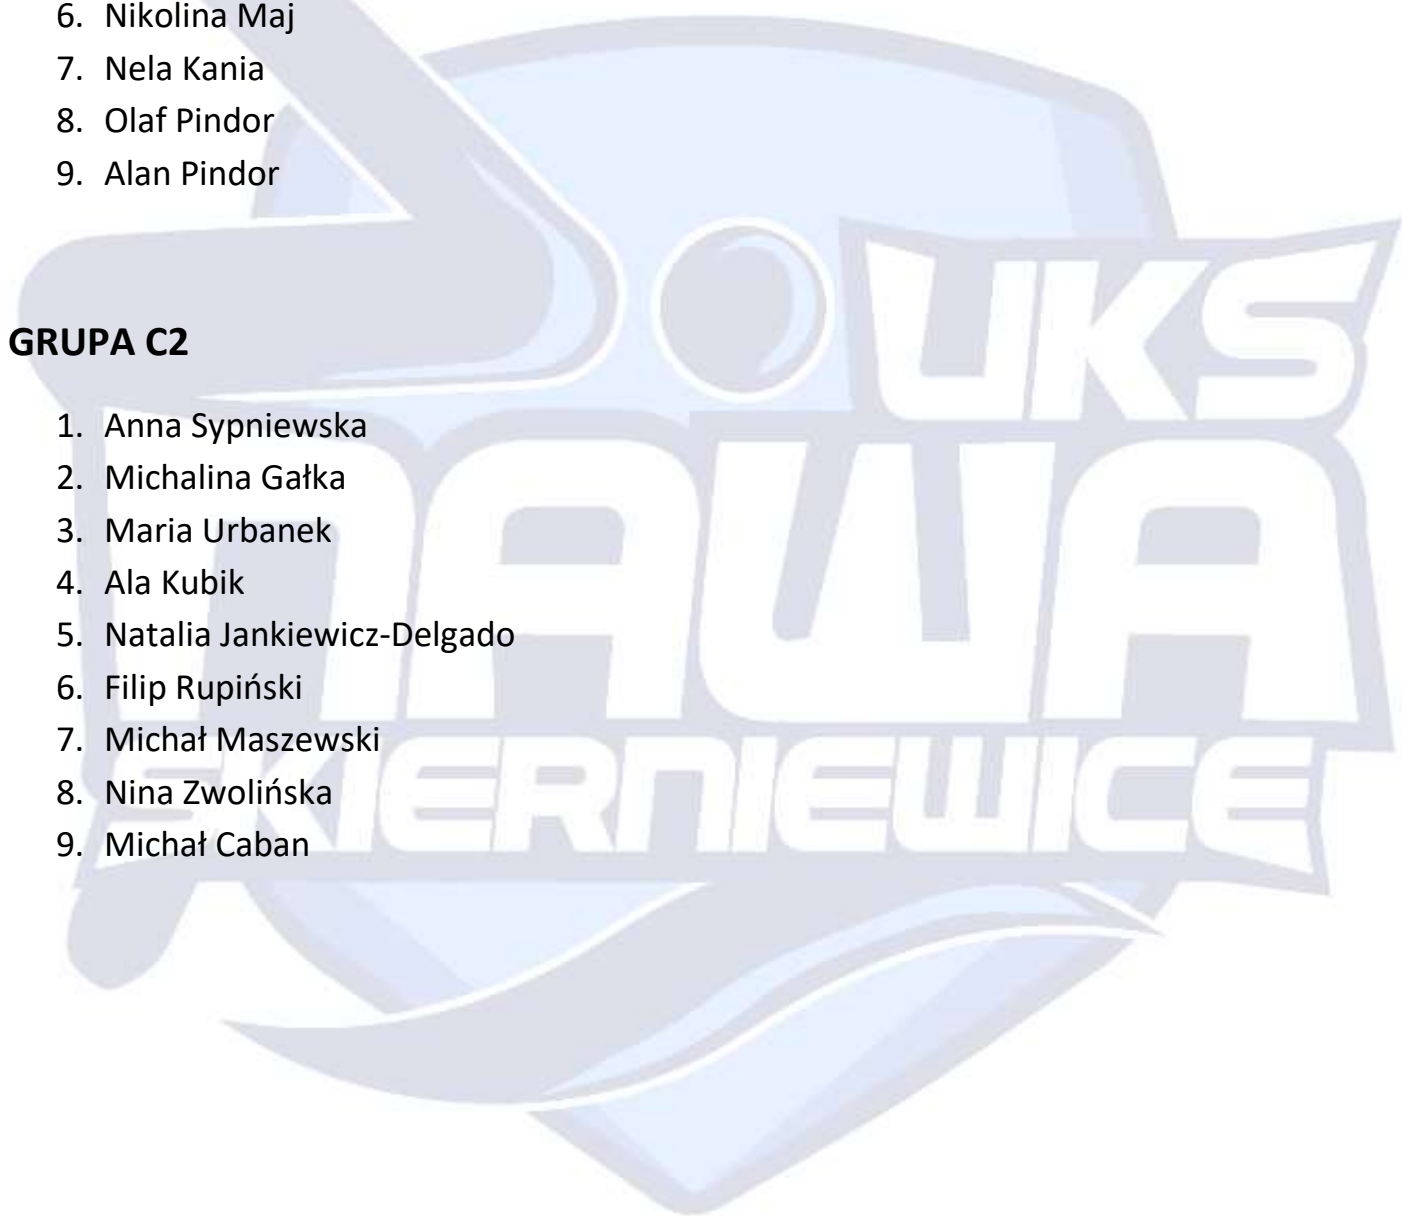 6. Nikolina Maj
7. Nela Kania
8. Olaf Pindor
9. Alan Pindor
UKS
GRUPA C2
NAWA
1. Anna Sypniewska
2. Michalina Gałka
3. Maria Urbanek
4. Ala Kubik
5. Natalia Jankiewicz-Delgado
6. Filip Rupiński
7. Michał Maszewski
SKIERNIEWICE
8. Nina Zwolińska
9. Michał Caban